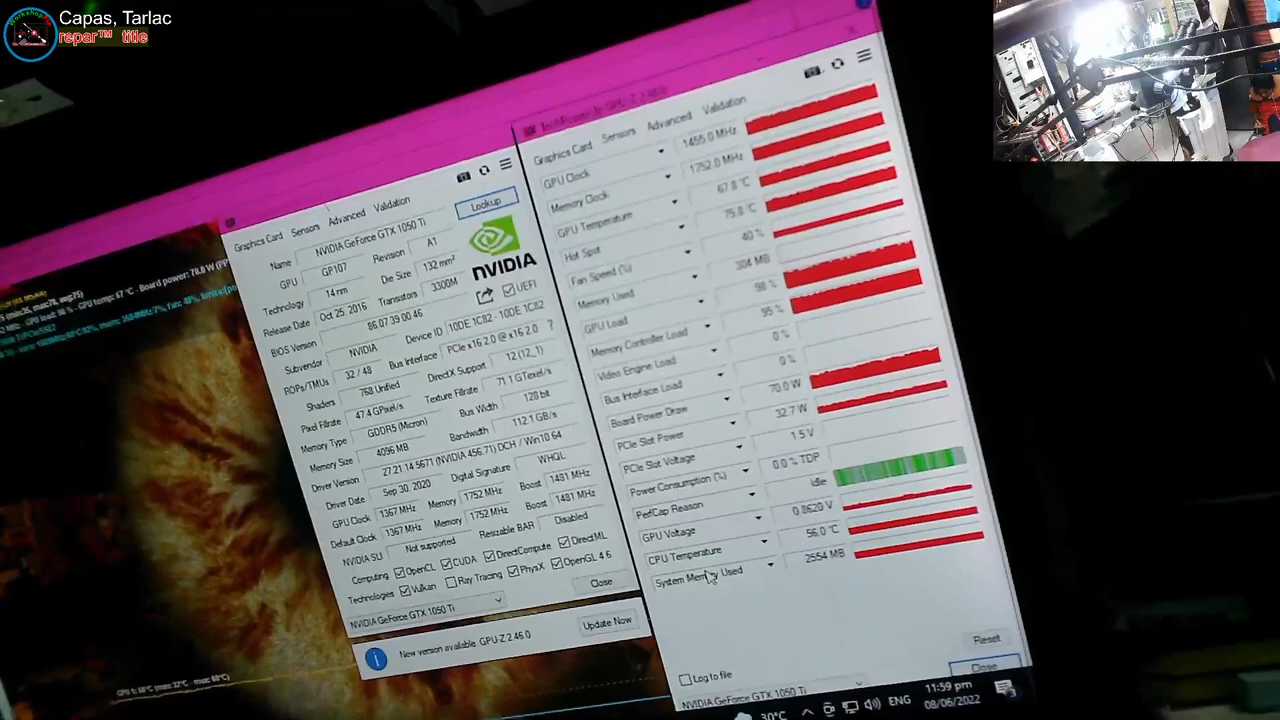 Capas, Tarlac
repar™ title
Graphics Card Sensors Advanced Validation
Name NVIDIA GeForce GTX 1050 Ti Lookup
GPU GP107 Revision A1
Technology 14 nm Die Size 132 mm²
Release Date Oct 25, 2016 Transistors 3300M
BIOS Version 86.07.39.00.46 UEFI
Subvendor NVIDIA Device ID 10DE 1C82 - 10DE 1C82
ROPs/TMUs 32 / 48 Bus Interface PCIe x16 2.0 @ x16 2.0 ?
Shaders 768 Unified DirectX Support 12 (12_1)
Pixel Fillrate 47.4 GPixel/s Texture Fillrate 71.1 GTexel/s
Memory Type GDDR5 (Micron) Bus Width 128 bit
Memory Size 4096 MB Bandwidth 112.1 GB/s
Driver Version 27.21.14.5671 (NVIDIA 456.71) DCH / Win10 64
Driver Date Sep 30, 2020 Digital Signature WHQL
GPU Clock 1367 MHz Memory 1752 MHz Boost 1481 MHz
Default Clock 1367 MHz Memory 1752 MHz Boost 1481 MHz
NVIDIA SLI Not supported Resizable BAR Disabled
Computing OpenCL CUDA DirectCompute DirectML
Technologies Vulkan Ray Tracing PhysX OpenGL 4.6
NVIDIA GeForce GTX 1050 Ti Close
New version available: GPU-Z 2.46.0 Update Now
NVIDIA
Graphics Card Sensors Advanced Validation
GPU Clock 1455.0 MHz
Memory Clock 1752.0 MHz
GPU Temperature 67.8 °C
Hot Spot 75.8 °C
Fan Speed (%) 40 %
Memory Used 304 MB
GPU Load 98 %
Memory Controller Load 95 %
Video Engine Load 0 %
Bus Interface Load 0 %
Board Power Draw 70.0 W
PCIe Slot Power 32.7 W
PCIe Slot Voltage 1.5 V
Power Consumption (%) 0.0 % TDP
PerfCap Reason Idle
GPU Voltage 0.8620 V
CPU Temperature 56.0 °C
System Memory Used 2554 MB
Reset
Log to file Close
NVIDIA GeForce GTX 1050 Ti
30°C ENG 11:59 pm
08/06/2022